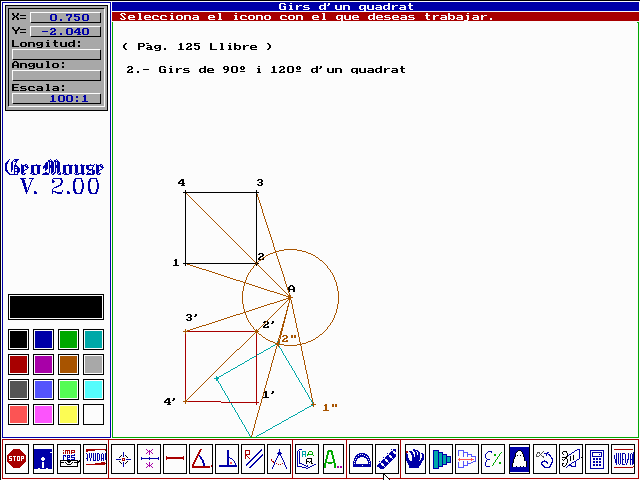 Girs d'un quadrat
Selecciona el icono con el que deseas trabajar.
X= 0.750
Y= -2.040
Longitud:
Angulo:
Escala:
100:1
( Pàg. 125 Llibre )
2.- Girs de 90º i 120º d'un quadrat
GeoMouse
V. 2.00
4
3
1
2
A
3'
2'
2"
4'
1'
1"
STOP
i
AYUDA
A
A..
%
NUEVA